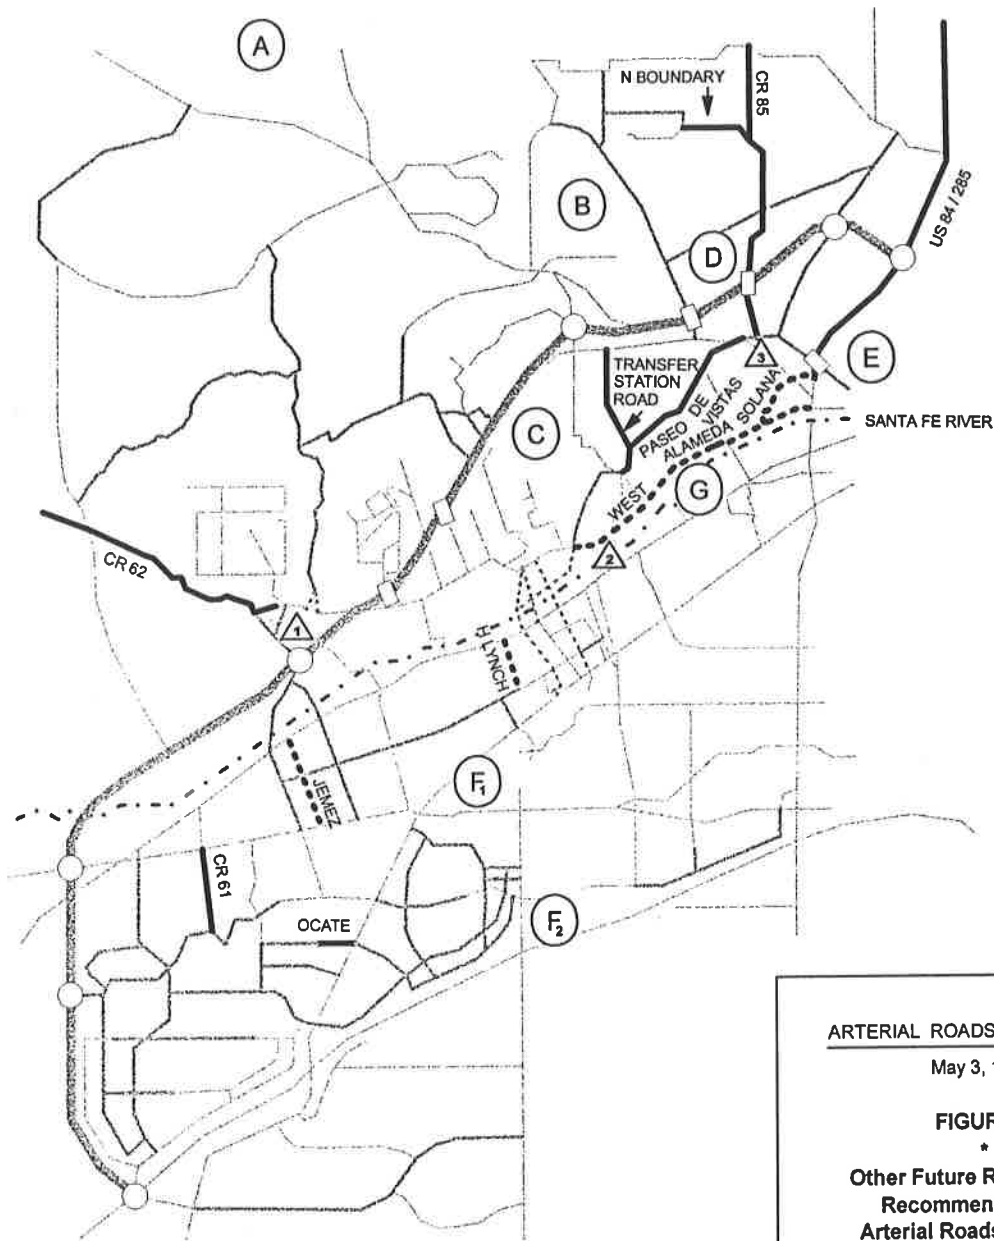 A
N BOUNDARY
CR 85
US 84 / 285
B
D
3
E
TRANSFER
STATION
ROAD
PASEO DE VISTAS
SOLANA
WEST ALAMEDA
SANTA FE RIVER
C
G
2
CR 62
1
H LYNCH
JEMEZ
F1
CR 61
OCATE
F2
ARTERIAL ROADS
May 3, 1
FIGUR
*
Other Future R
Recommen
Arterial Roads